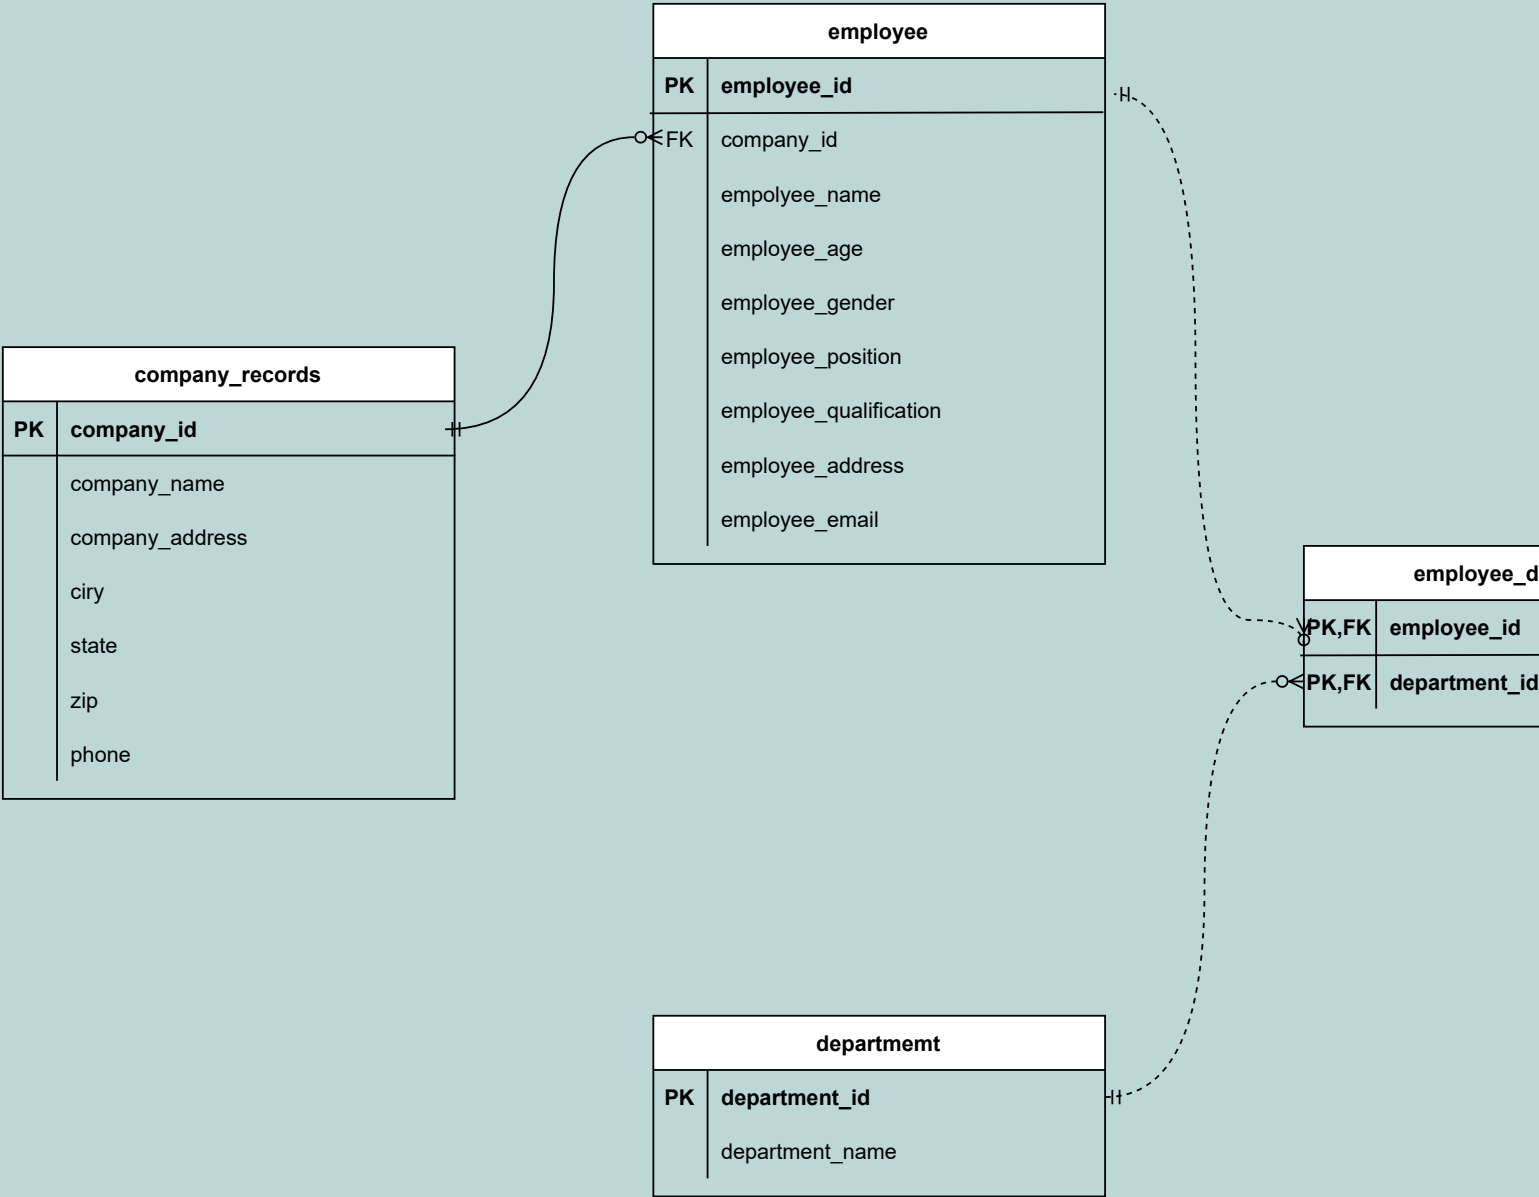 employee
PK employee_id
FK company_id
empolyee_name
employee_age
employee_gender
employee_position
employee_qualification
employee_address
employee_email
company_records
PK company_id
company_name
company_address
ciry
state
zip
phone
employee_d
PK,FK employee_id
PK,FK department_id
departmemt
PK department_id
department_name